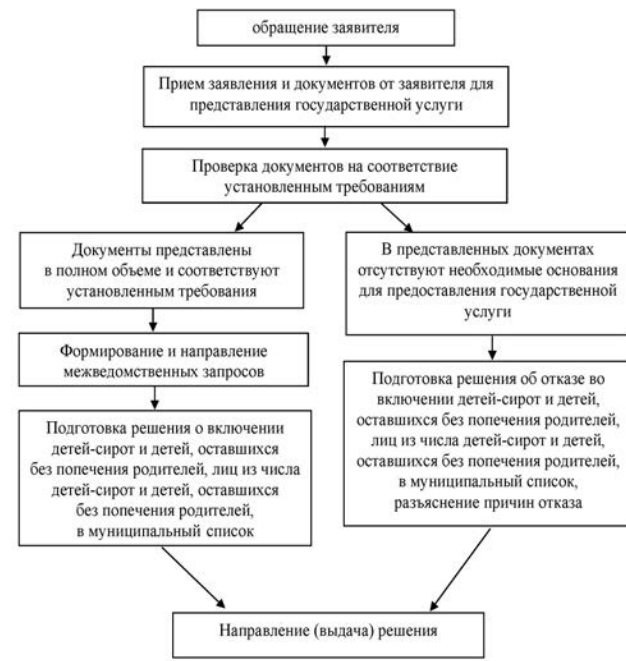 обращение заявителя
Прием заявления и документов от заявителя для
представления государственной услуги
Проверка документов на соответствие
установленным требованиям
Документы представлены
в полном объеме и соответствуют
установленным требования
Формирование и направление
межведомственных запросов
Подготовка решения о включении
детей-сирот и детей, оставшихся
без попечения родителей, лиц из числа
детей-сирот и детей, оставшихся
без попечения родителей,
в муниципальный список
В представленных документах
отсутствуют необходимые основания
для предоставления государственной
услуги
Подготовка решения об отказе во
включении детей-сирот и детей,
оставшихся без попечения родителей,
лиц из числа детей-сирот и детей,
оставшихся без попечения родителей,
в муниципальный список,
разъяснение причин отказа
Направление (выдача) решения